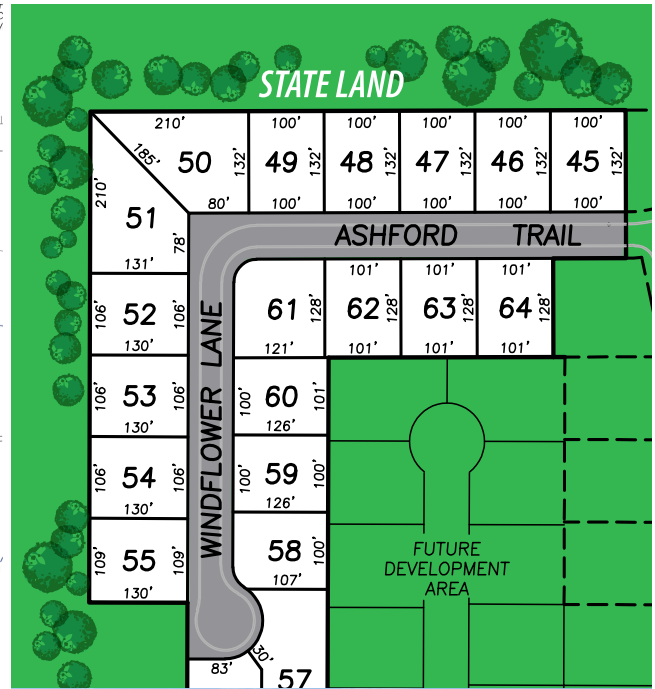 STATE LAND
210' 100' 100' 100' 100' 100'
185' 50 132' 49 132' 48 132' 47 132' 46 132' 45 132'
80' 100' 100' 100' 100' 100'
210' 51 78'
131'
ASHFORD TRAIL
WINDFLOWER LANE
101' 101' 101'
61 128' 62 128' 63 128' 64 128'
121' 101' 101' 101'
106' 52 106'
130'
106' 53 106'
130'
106' 54 106'
130'
109' 55 109'
130'
100' 60 101'
126'
100' 59 100'
126'
58 100'
107'
FUTURE
DEVELOPMENT
AREA
83' 30' 57